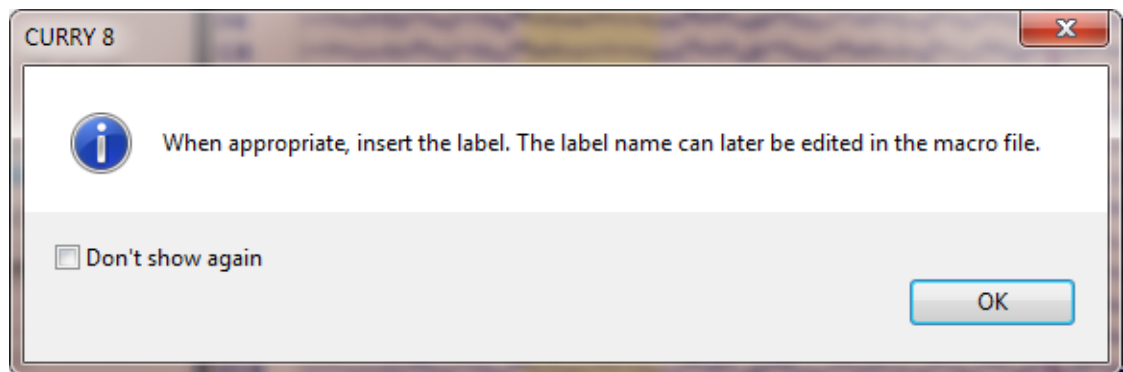 CURRY 8
When appropriate, insert the label. The label name can later be edited in the macro file.
Don't show again
OK